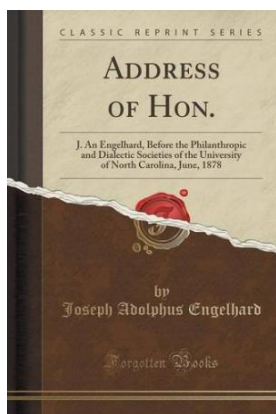 CLASSIC REPRINT SERIES
ADDRESS
OF HON.
J. An Engelhard, Before the Philanthropic
and Dialectic Societies of the University
of North Carolina, June, 1878
by
Joseph Adolphus Engelhard
Forgotten Books